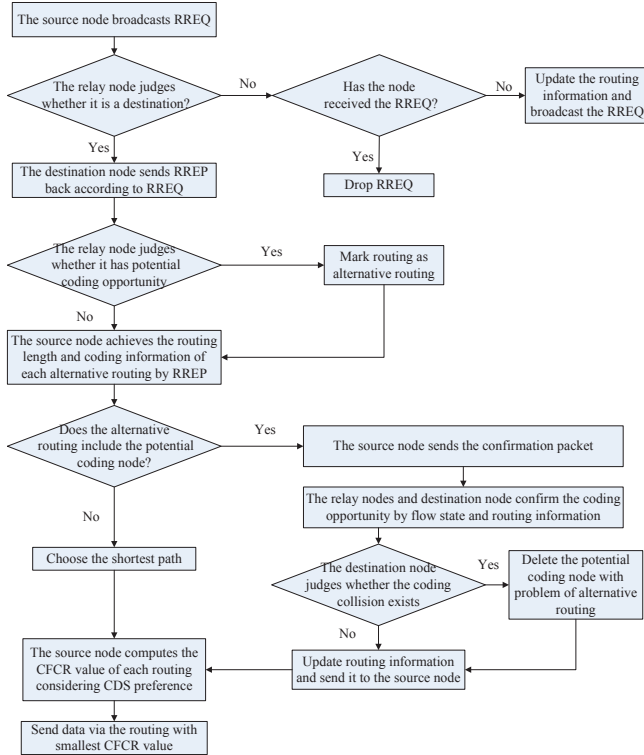 The source node broadcasts RREQ
The relay node judges
whether it is a destination?
No
Has the node
received the RREQ?
No
Update the routing
information and
broadcast the RREQ
Yes
Yes
The destination node sends RREP
back according to RREQ
Drop RREQ
The relay node judges
whether it has potential
coding opportunity
Yes
Mark routing as
alternative routing
No
The source node achieves the routing
length and coding information of
each alternative routing by RREP
Does the alternative
routing include the potential
coding node?
Yes
The source node sends the confirmation packet
The relay nodes and destination node confirm the coding
opportunity by flow state and routing information
No
Choose the shortest path
The destination node
judges whether the coding
collision exists
Yes
Delete the potential
coding node with
problem of alternative
routing
No
Update routing information
and send it to the source node
The source node computes the
CFCR value of each routing
considering CDS preference
Send data via the routing with
smallest CFCR value